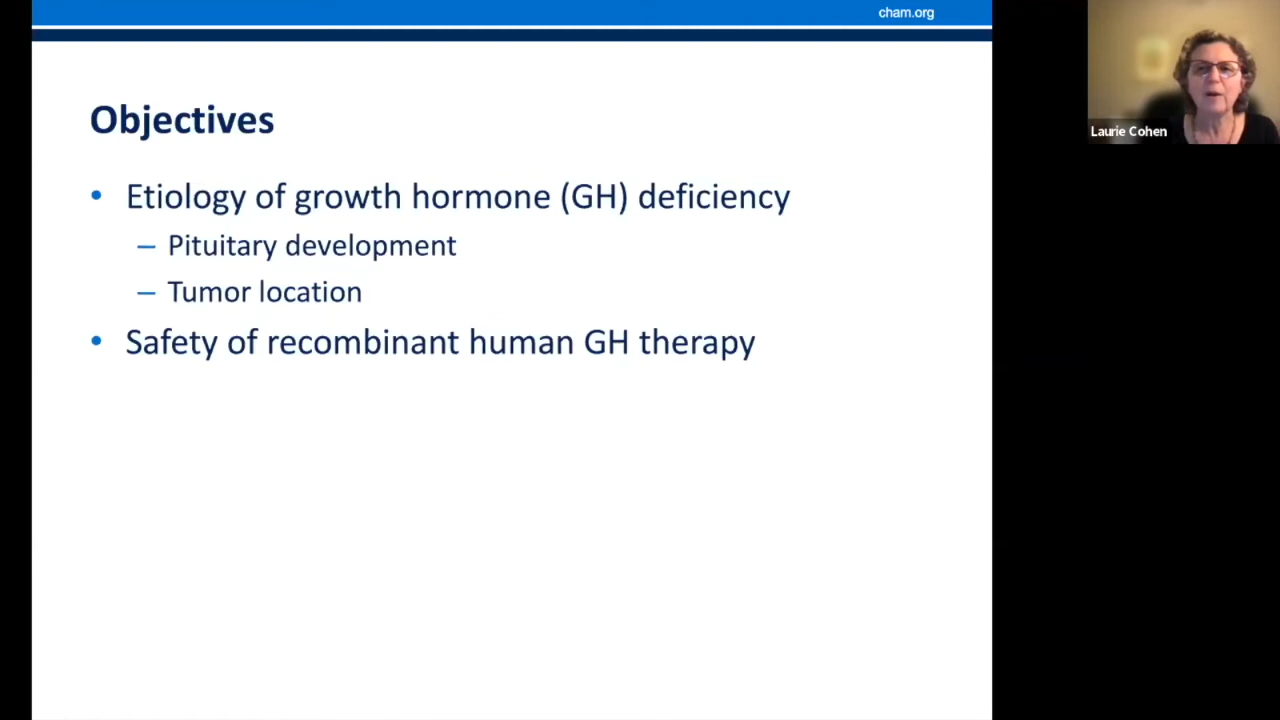 cham.org
Laurie Cohen
Objectives
• Etiology of growth hormone (GH) deficiency
– Pituitary development
– Tumor location
• Safety of recombinant human GH therapy